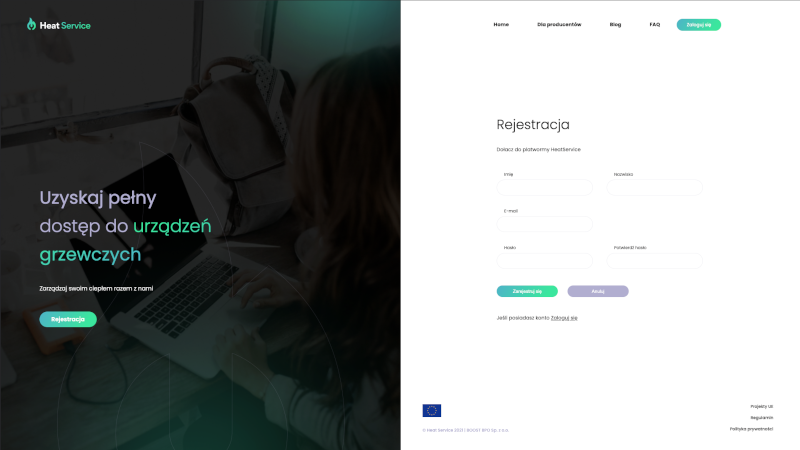 Heat Service
Uzyskaj pełny
dostęp do urządzeń
grzewczych
Zarządzaj swoim ciepłem razem z nami
Rejestracja
Home Dla producentów Blog FAQ Zaloguj się
Rejestracja
Dołącz do platwormy HeatService
Imię Nazwisko
E-mail
Hasło Potwierdź hasło
Zarejestruj się Anuluj
Jeśli posiadasz konto Zaloguj się
Projekty UE
Regulamin
© Heat Service 2021 | BOOST BPO Sp. z o.o. Polityka prywatności